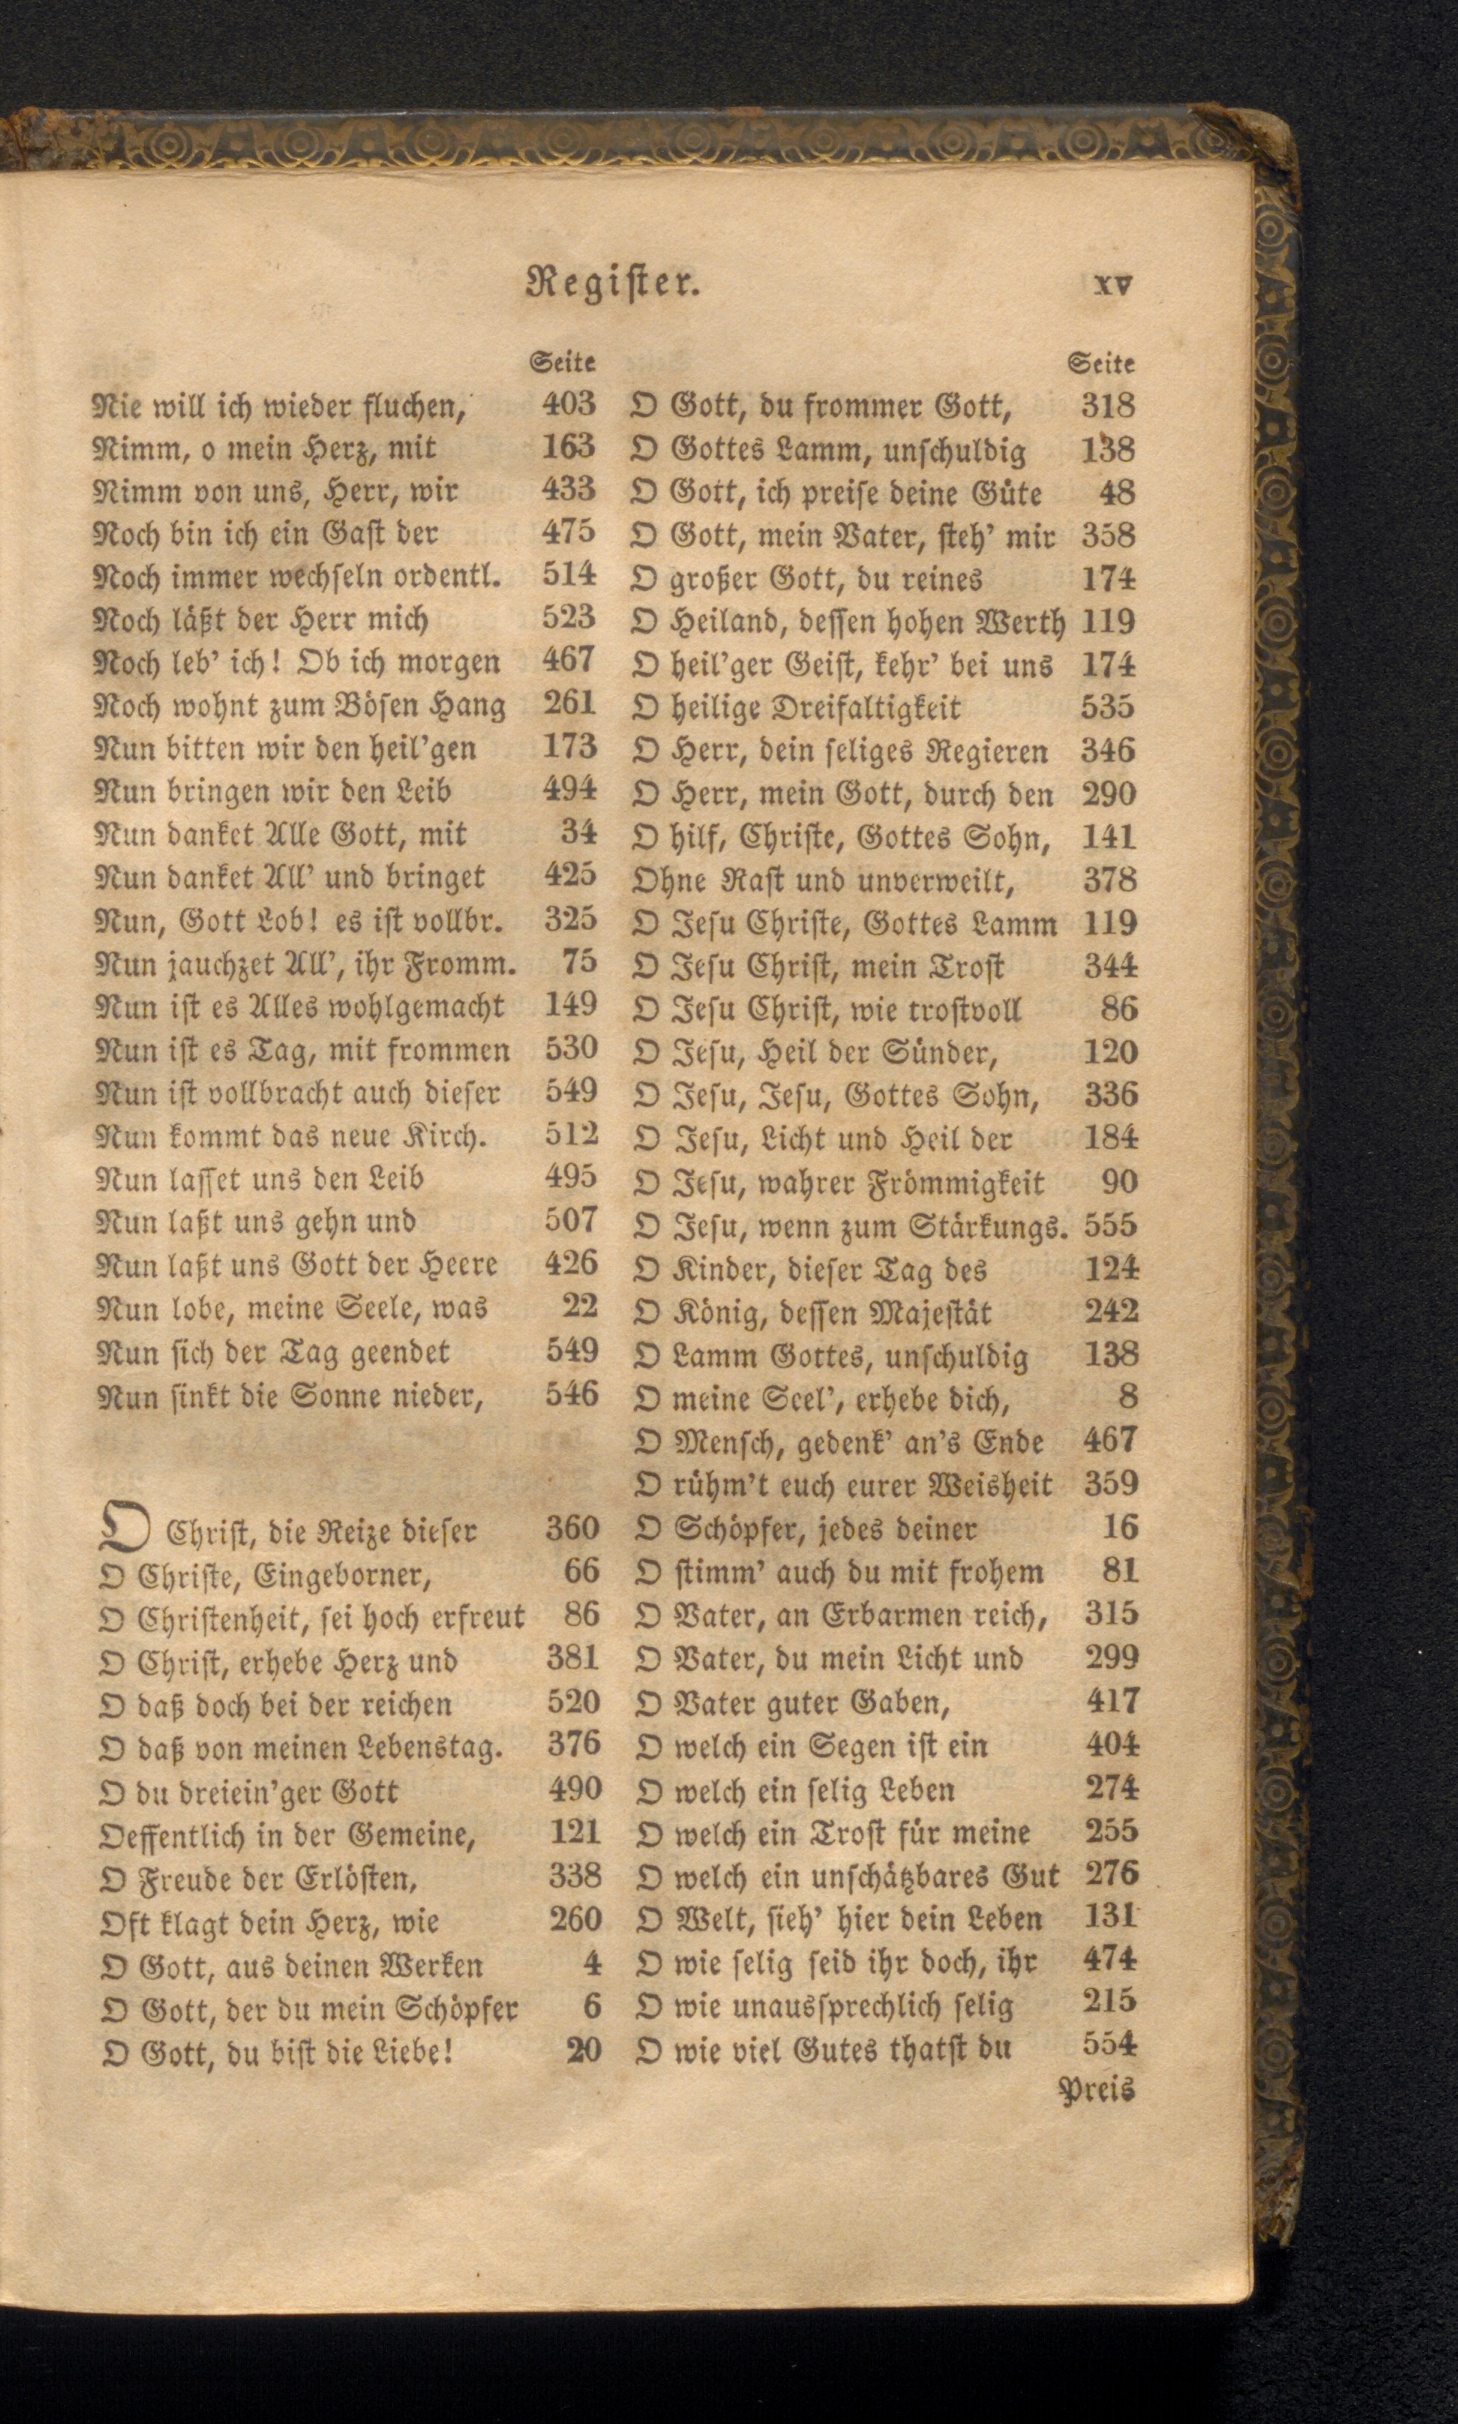 Register.
xv
Seite
Nie will ich wieder fluchen, 403
Nimm, o mein Herz, mit 163
Nimm von uns, Herr, wir 433
Noch bin ich ein Gast der 475
Noch immer wechseln ordentl. 514
Noch läßt der Herr mich 523
Noch leb' ich! Ob ich morgen 467
Noch wohnt zum Bösen Hang 261
Nun bitten wir den heil'gen 173
Nun bringen wir den Leib 494
Nun danket Alle Gott, mit 34
Nun danket All' und bringet 425
Nun, Gott Lob! es ist vollbr. 325
Nun jauchzet All', ihr Fromm. 75
Nun ist es Alles wohlgemacht 149
Nun ist es Tag, mit frommen 530
Nun ist vollbracht auch dieser 549
Nun kommt das neue Kirch. 512
Nun lasset uns den Leib 495
Nun laßt uns gehn und 507
Nun laßt uns Gott der Heere 426
Nun lobe, meine Seele, was 22
Nun sich der Tag geendet 549
Nun sinkt die Sonne nieder, 546
O Christ, die Reize dieser 360
O Christe, Eingeborner, 66
O Christenheit, sei hoch erfreut 86
O Christ, erhebe Herz und 381
O daß doch bei der reichen 520
O daß von meinen Lebenstag. 376
O du dreiein'ger Gott 490
Oeffentlich in der Gemeine, 121
O Freude der Erlösten, 338
Oft klagt dein Herz, wie 260
O Gott, aus deinen Werken 4
O Gott, der du mein Schöpfer 6
O Gott, du bist die Liebe! 20
Seite
O Gott, du frommer Gott, 318
O Gottes Lamm, unschuldig 138
O Gott, ich preise deine Güte 48
O Gott, mein Vater, steh' mir 358
O großer Gott, du reines 174
O Heiland, dessen hohen Werth 119
O heil'ger Geist, kehr' bei uns 174
O heilige Dreifaltigkeit 535
O Herr, dein seliges Regieren 346
O Herr, mein Gott, durch den 290
O hilf, Christe, Gottes Sohn, 141
Ohne Rast und unverweilt, 378
O Jesu Christe, Gottes Lamm 119
O Jesu Christ, mein Trost 344
O Jesu Christ, wie trostvoll 86
O Jesu, Heil der Sünder, 120
O Jesu, Jesu, Gottes Sohn, 336
O Jesu, Licht und Heil der 184
O Jesu, wahrer Frömmigkeit 90
O Jesu, wenn zum Stärkungs. 555
O Kinder, dieser Tag des 124
O König, dessen Majestät 242
O Lamm Gottes, unschuldig 138
O meine Seel', erhebe dich, 8
O Mensch, gedenk' an's Ende 467
O rühm't euch eurer Weisheit 359
O Schöpfer, jedes deiner 16
O stimm' auch du mit frohem 81
O Vater, an Erbarmen reich, 315
O Vater, du mein Licht und 299
O Vater guter Gaben, 417
O welch ein Segen ist ein 404
O welch ein selig Leben 274
O welch ein Trost für meine 255
O welch ein unschätzbares Gut 276
O Welt, sieh' hier dein Leben 131
O wie selig seid ihr doch, ihr 474
O wie unaussprechlich selig 215
O wie viel Gutes thatst du 554
Preis